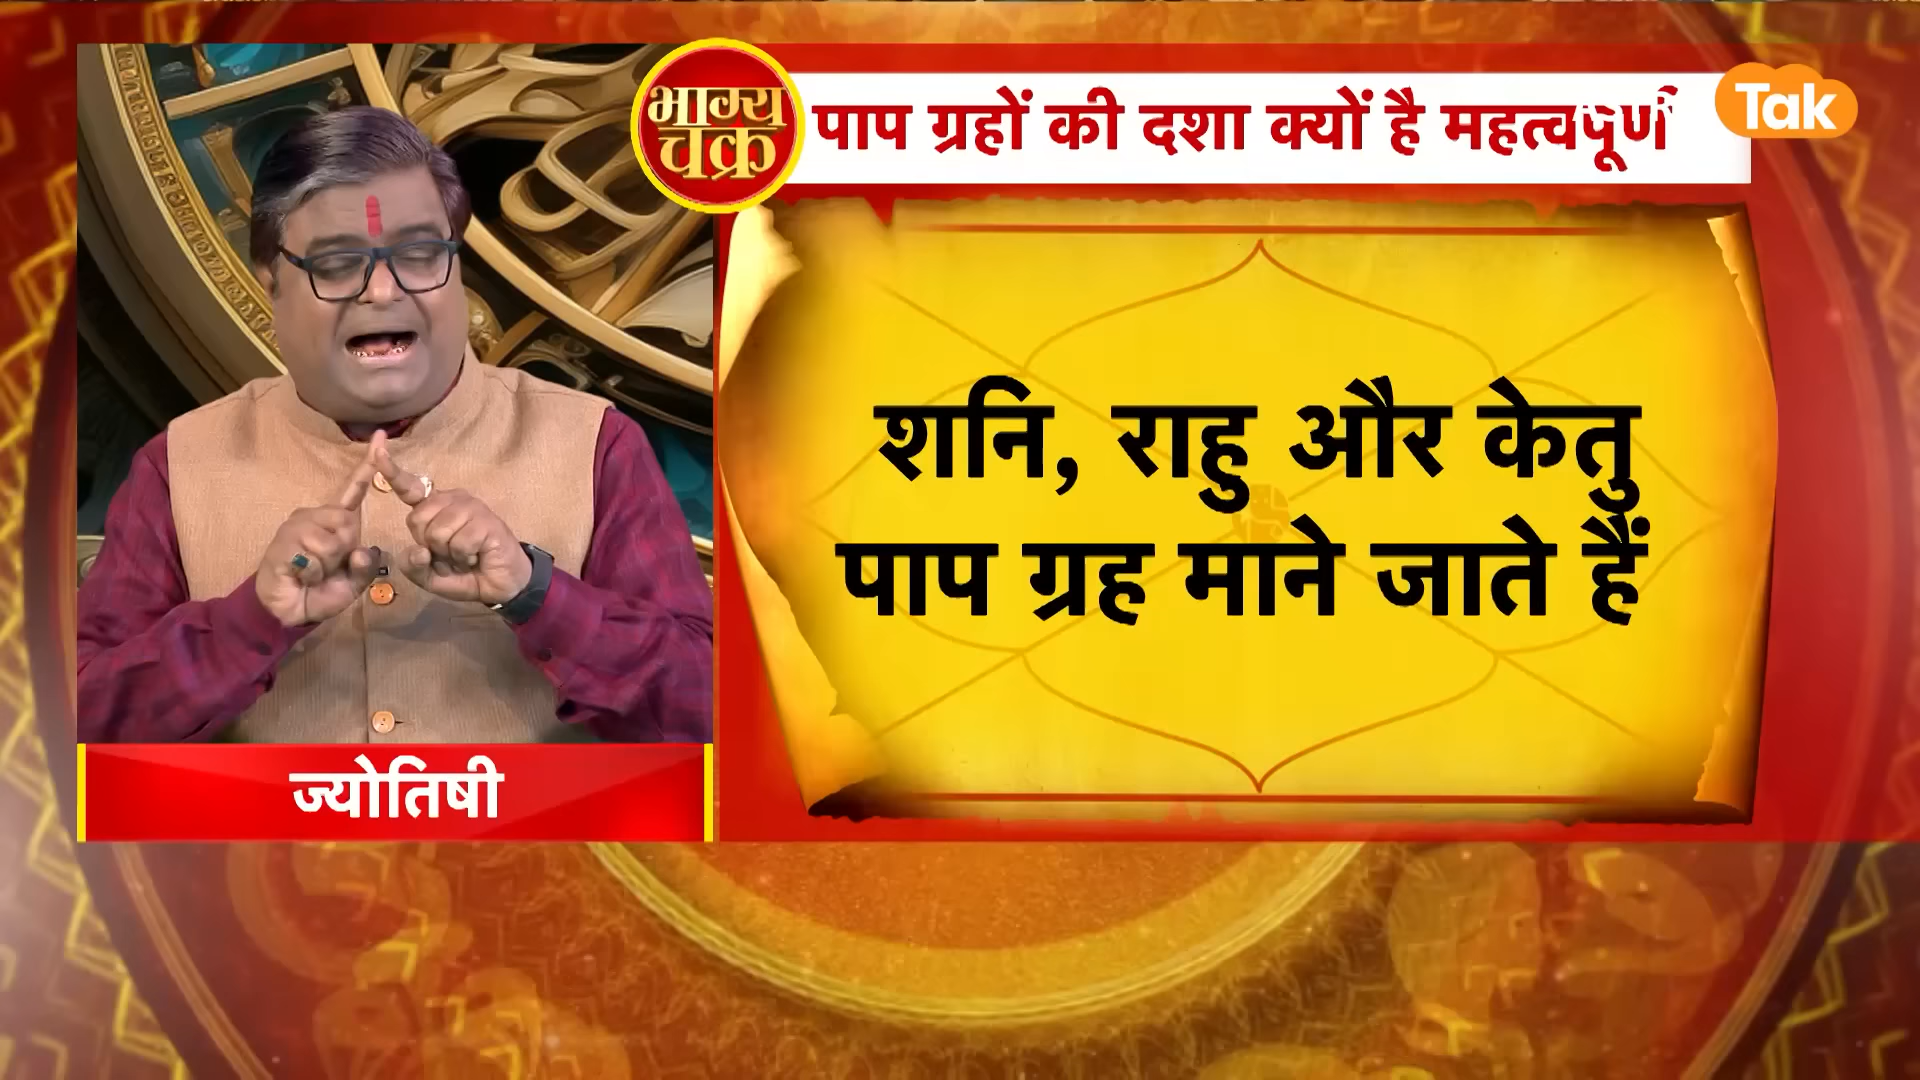 भाग्य
चक्र
पाप ग्रहों की दशा क्यों है महत्वपूर्ण
Tak
शनि, राहु और केतु
पाप ग्रह माने जाते हैं
ज्योतिषी